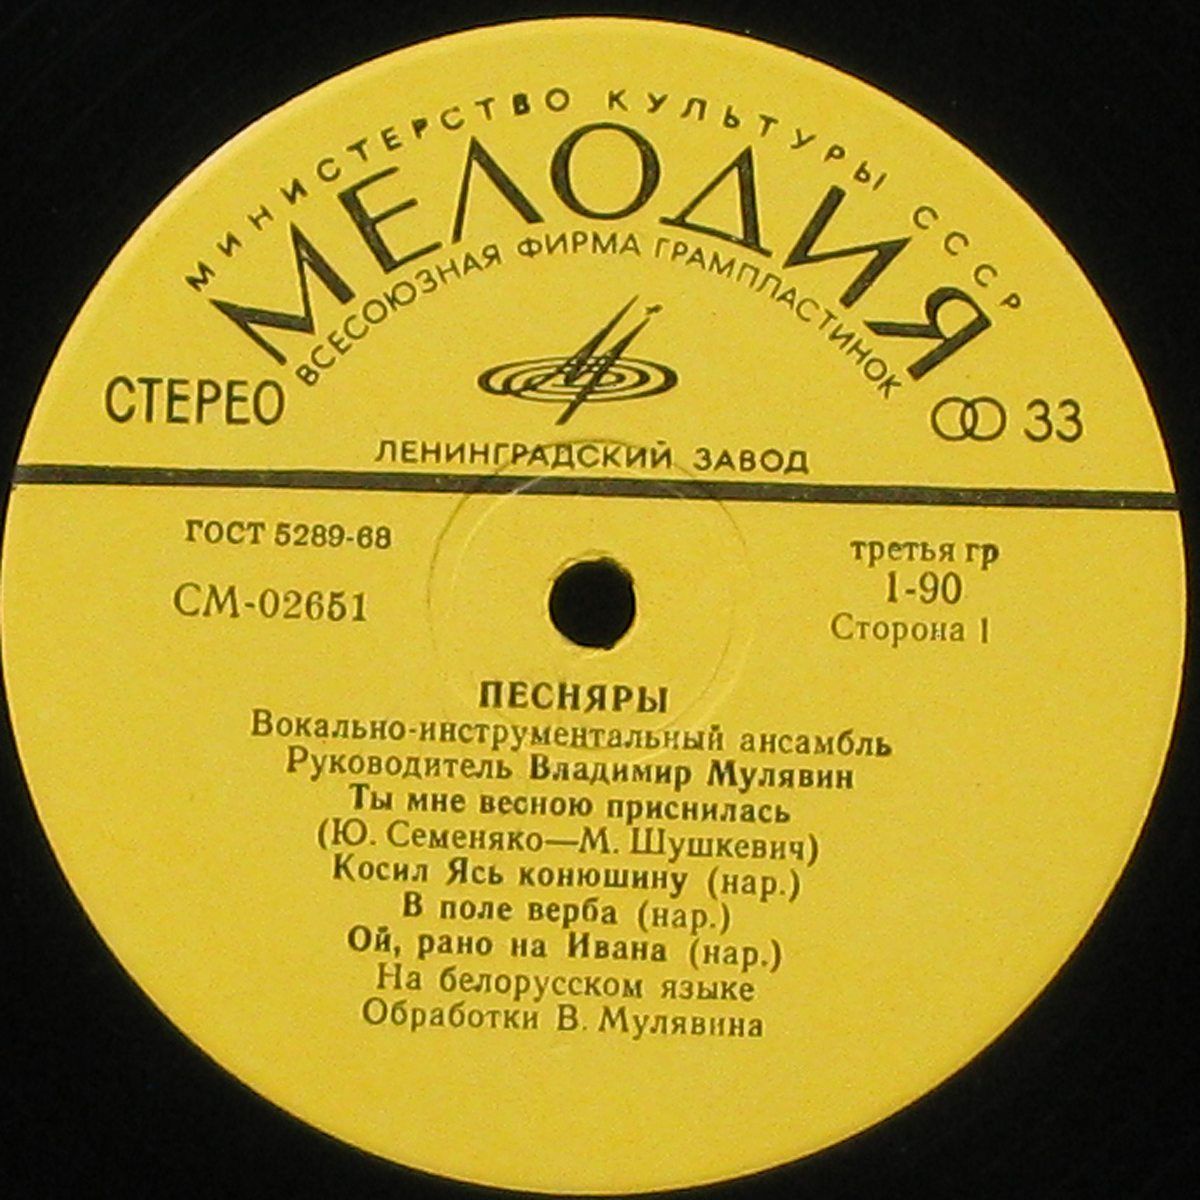 МИНИСТЕРСТВО КУЛЬТУРЫ СССР
МЕЛОДИЯ
ВСЕСОЮЗНАЯ ФИРМА ГРАМПЛАСТИНОК
СТЕРЕО
33
ЛЕНИНГРАДСКИЙ ЗАВОД
ГОСТ 5289-68
третья гр
СМ-02651
1-90
Сторона 1
ПЕСНЯРЫ
Вокально-инструментальный ансамбль
Руководитель Владимир Мулявин
Ты мне весною приснилась
(Ю. Семеняко—М. Шушкевич)
Косил Ясь конюшину (нар.)
В поле верба (нар.)
Ой, рано на Ивана (нар.)
На белорусском языке
Обработки В. Мулявина